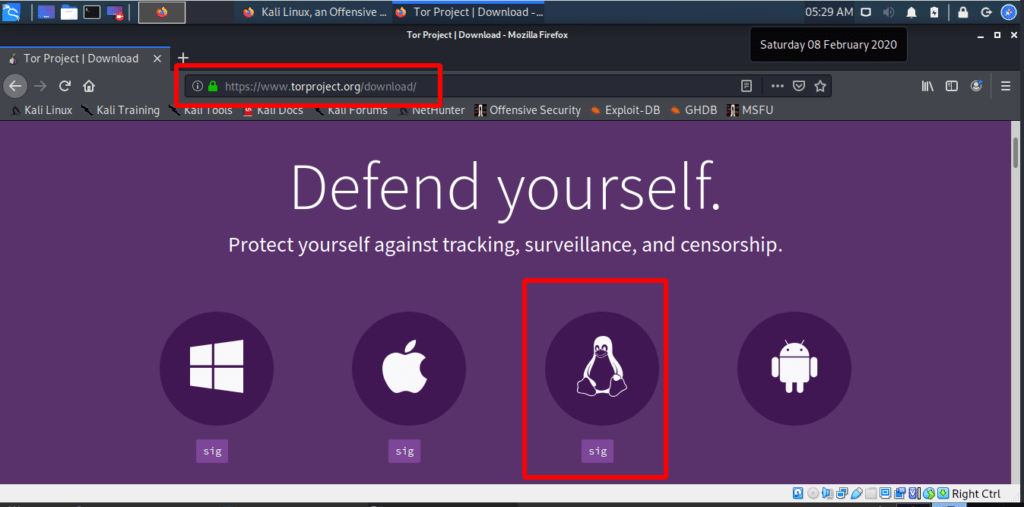 Kali Linux, an Offensive ...
Tor Project | Download -...
05:29 AM
Tor Project | Download - Mozilla Firefox
Saturday 08 February 2020
Tor Project | Download
https://www.torproject.org/download/
Kali Linux Kali Training Kali Tools Kali Docs Kali Forums NetHunter Offensive Security Exploit-DB GHDB MSFU
Defend yourself.
Protect yourself against tracking, surveillance, and censorship.
sig sig sig
Right Ctrl